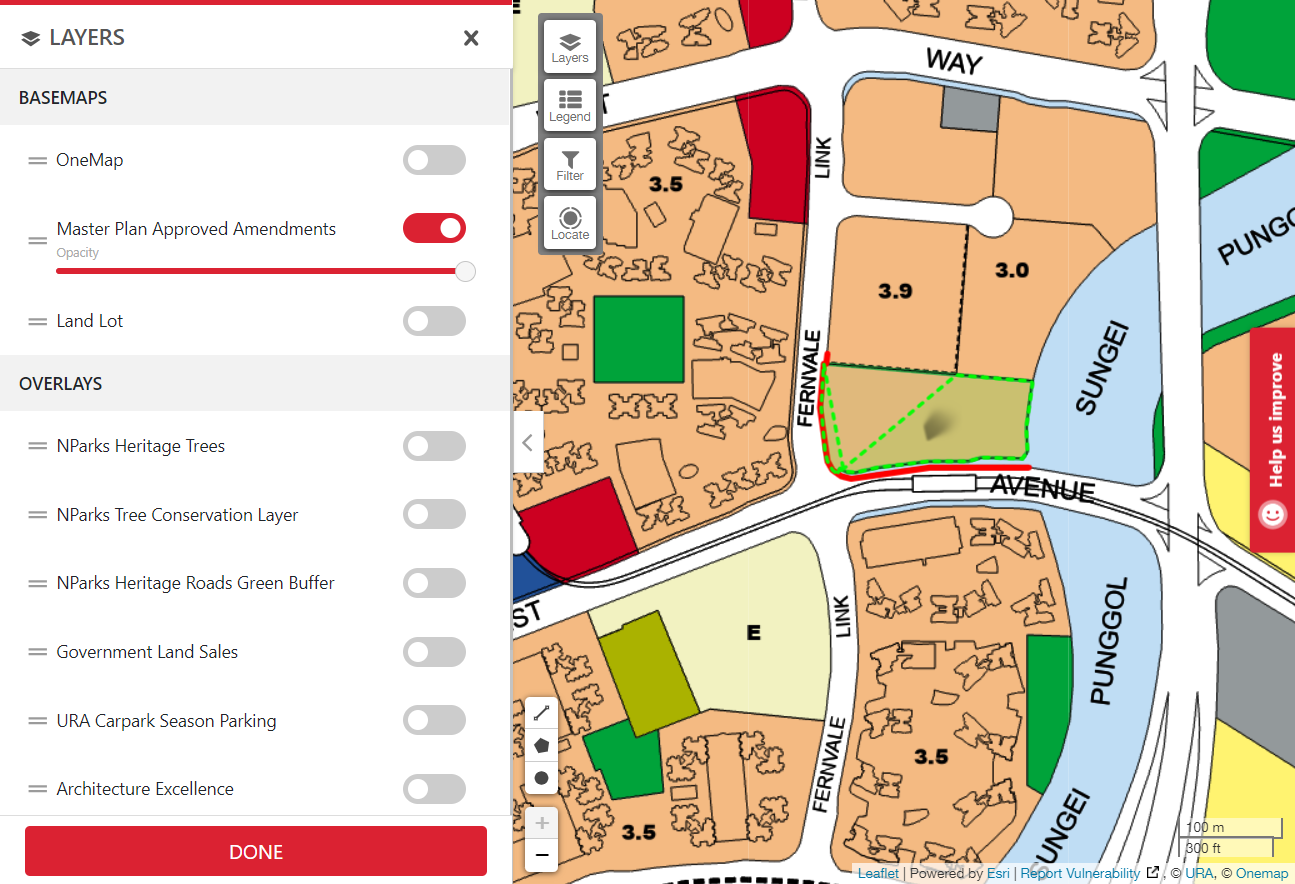 LAYERS
BASEMAPS
OneMap
Master Plan Approved Amendments
Opacity
Land Lot
OVERLAYS
NParks Heritage Trees
NParks Tree Conservation Layer
NParks Heritage Roads Green Buffer
Government Land Sales
URA Carpark Season Parking
Architecture Excellence
DONE
Layers
Legend
Filter
Locate
WAY
LINK
3.5
PUNGG
3.9
3.0
SUNGEI
FERNVALE
Help us improve
AVENUE
ST
E
LINK
PUNGGOL
FERNVALE
3.5
3.5
SUNGEI
100 m
300 ft
Leaflet | Powered by Esri | Report Vulnerability , © URA, © Onemap